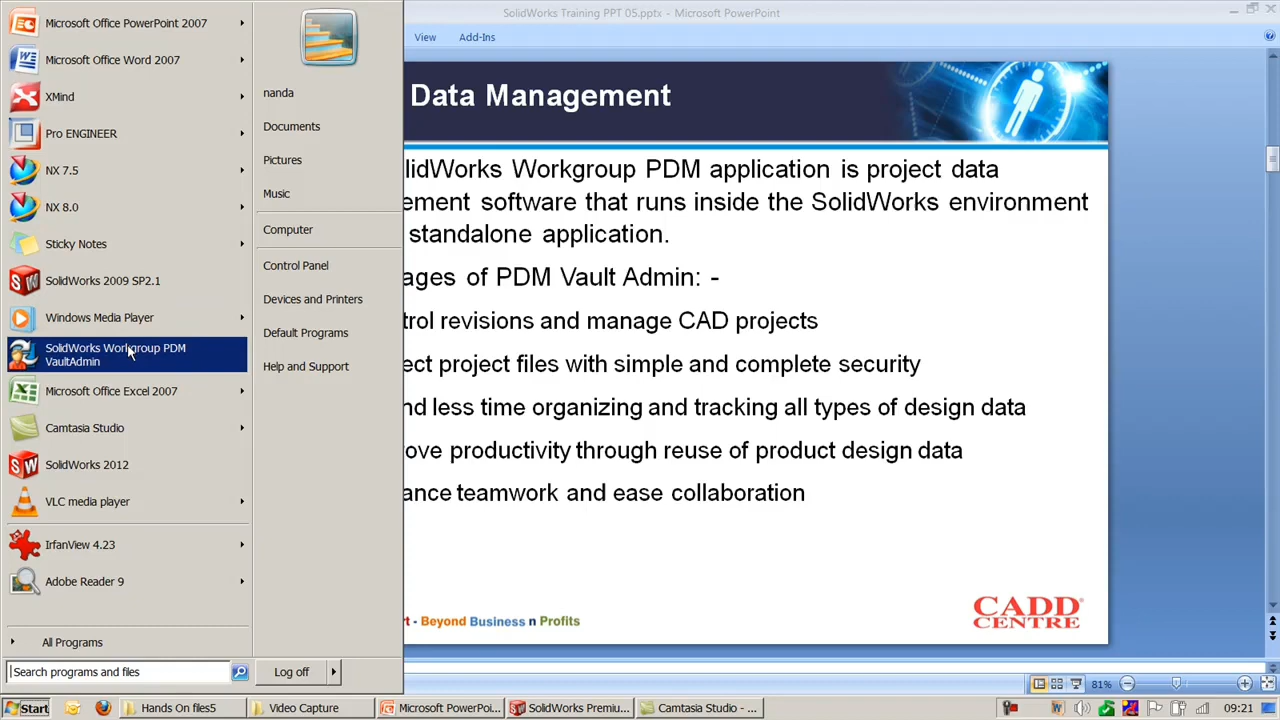 SolidWorks Training PPT 05.pptx - Microsoft PowerPoint
View Add-Ins
Microsoft Office PowerPoint 2007
Microsoft Office Word 2007
XMind
Pro ENGINEER
NX 7.5
NX 8.0
Sticky Notes
SolidWorks 2009 SP2.1
Windows Media Player
SolidWorks Workgroup PDM
VaultAdmin
Microsoft Office Excel 2007
Camtasia Studio
SolidWorks 2012
VLC media player
IrfanView 4.23
Adobe Reader 9
All Programs
Search programs and files
nanda
Documents
Pictures
Music
Computer
Control Panel
Devices and Printers
Default Programs
Help and Support
Log off
Data Management
lidWorks Workgroup PDM application is project data
ement software that runs inside the SolidWorks environment
standalone application.
ages of PDM Vault Admin: -
trol revisions and manage CAD projects
ect project files with simple and complete security
nd less time organizing and tracking all types of design data
rove productivity through reuse of product design data
ance teamwork and ease collaboration
rt - Beyond Business n Profits
CADD
CENTRE
81%
Start
Hands On files5
Video Capture
Microsoft PowerPoi...
SolidWorks Premiu...
Camtasia Studio - ...
09:21